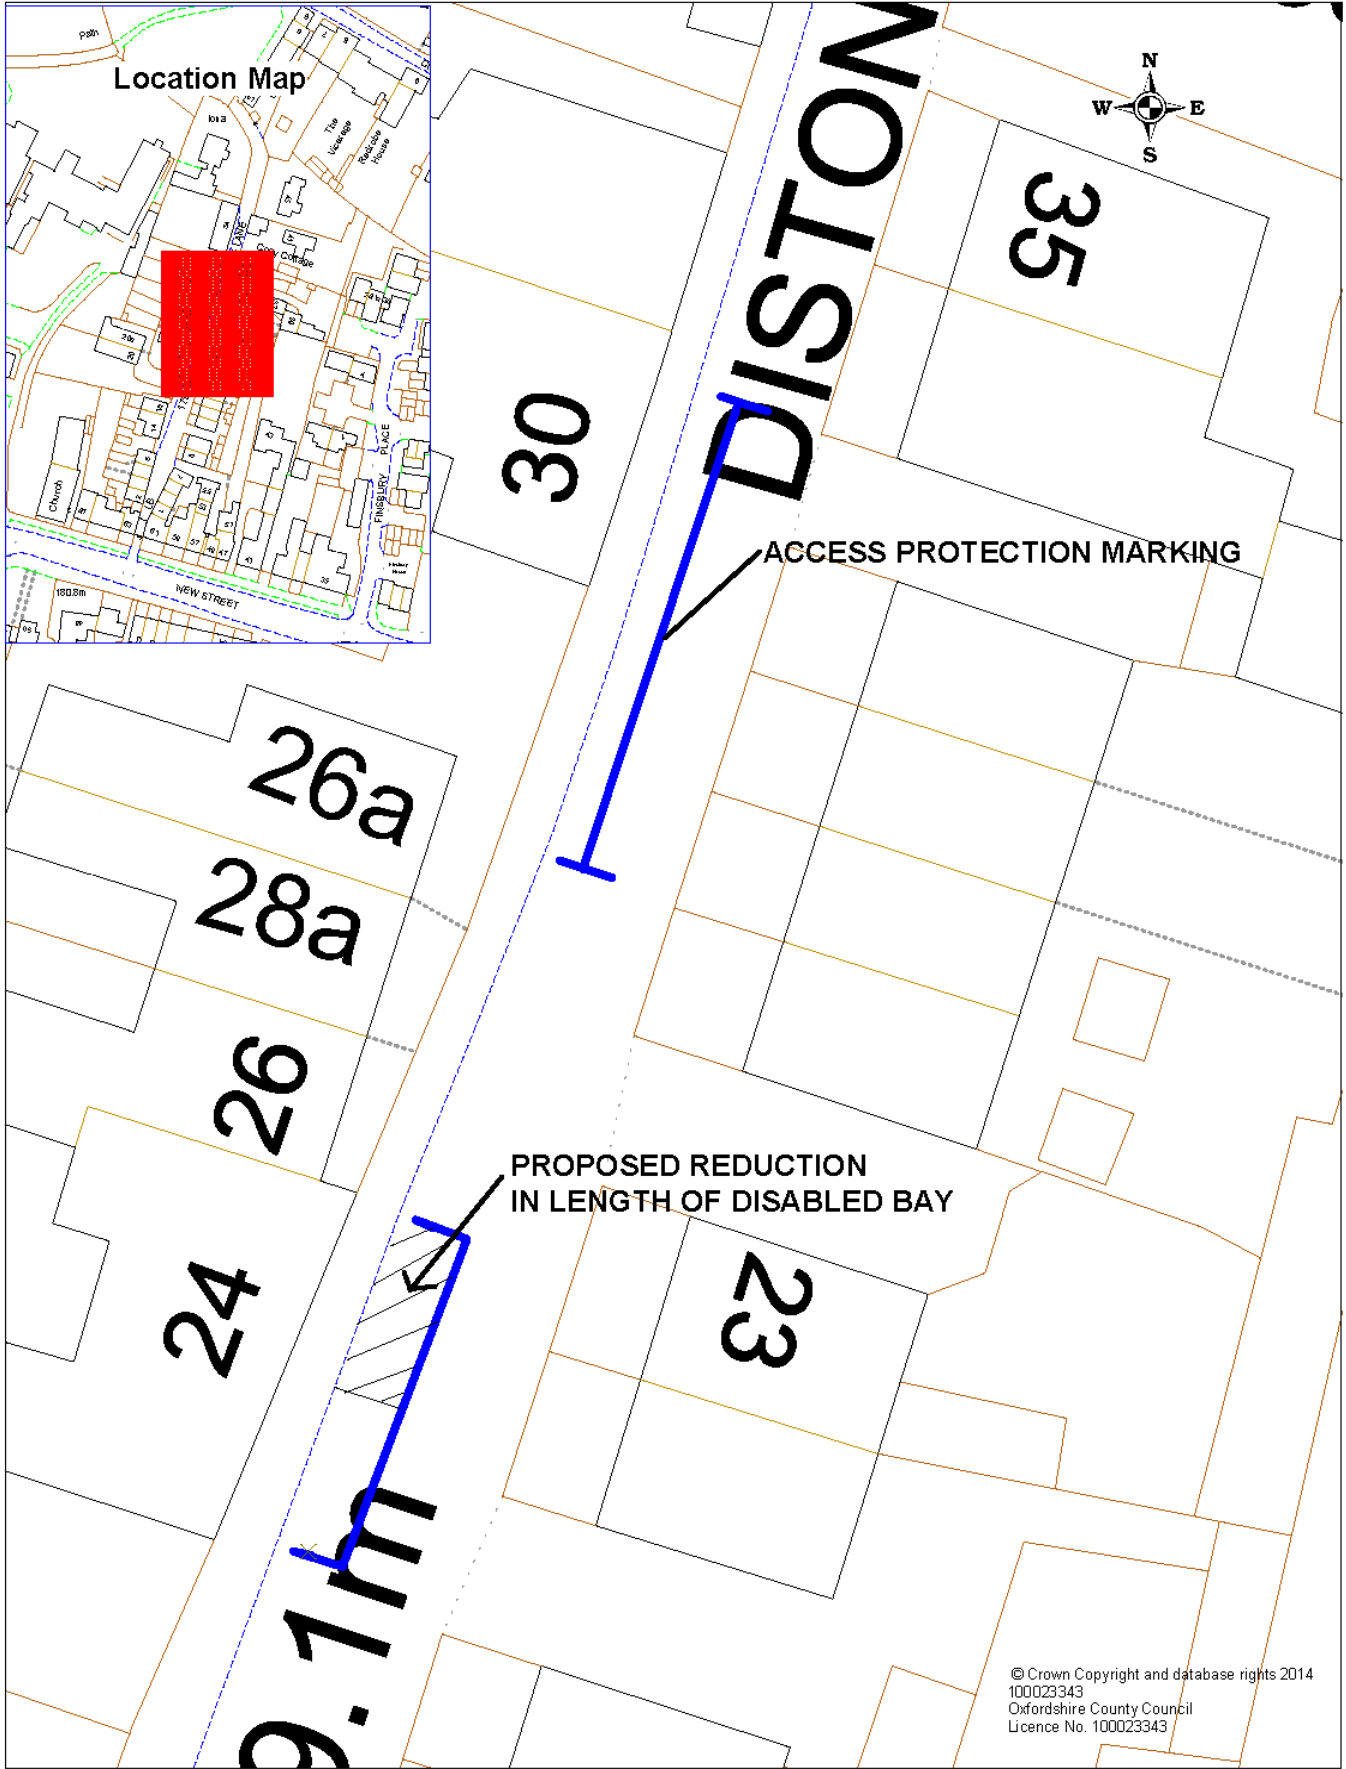 Location Map
Path
Iona
The
Vicarage
Redrobe
House
LANE
Cosy Cottage
Church
FINSBURY PLACE
NEW STREET
180.8m
N
W E
S
DISTON
35
30
ACCESS PROTECTION MARKING
26a
28a
26
PROPOSED REDUCTION
IN LENGTH OF DISABLED BAY
24
23
9.1m
© Crown Copyright and database rights 2014
100023343
Oxfordshire County Council
Licence No. 100023343